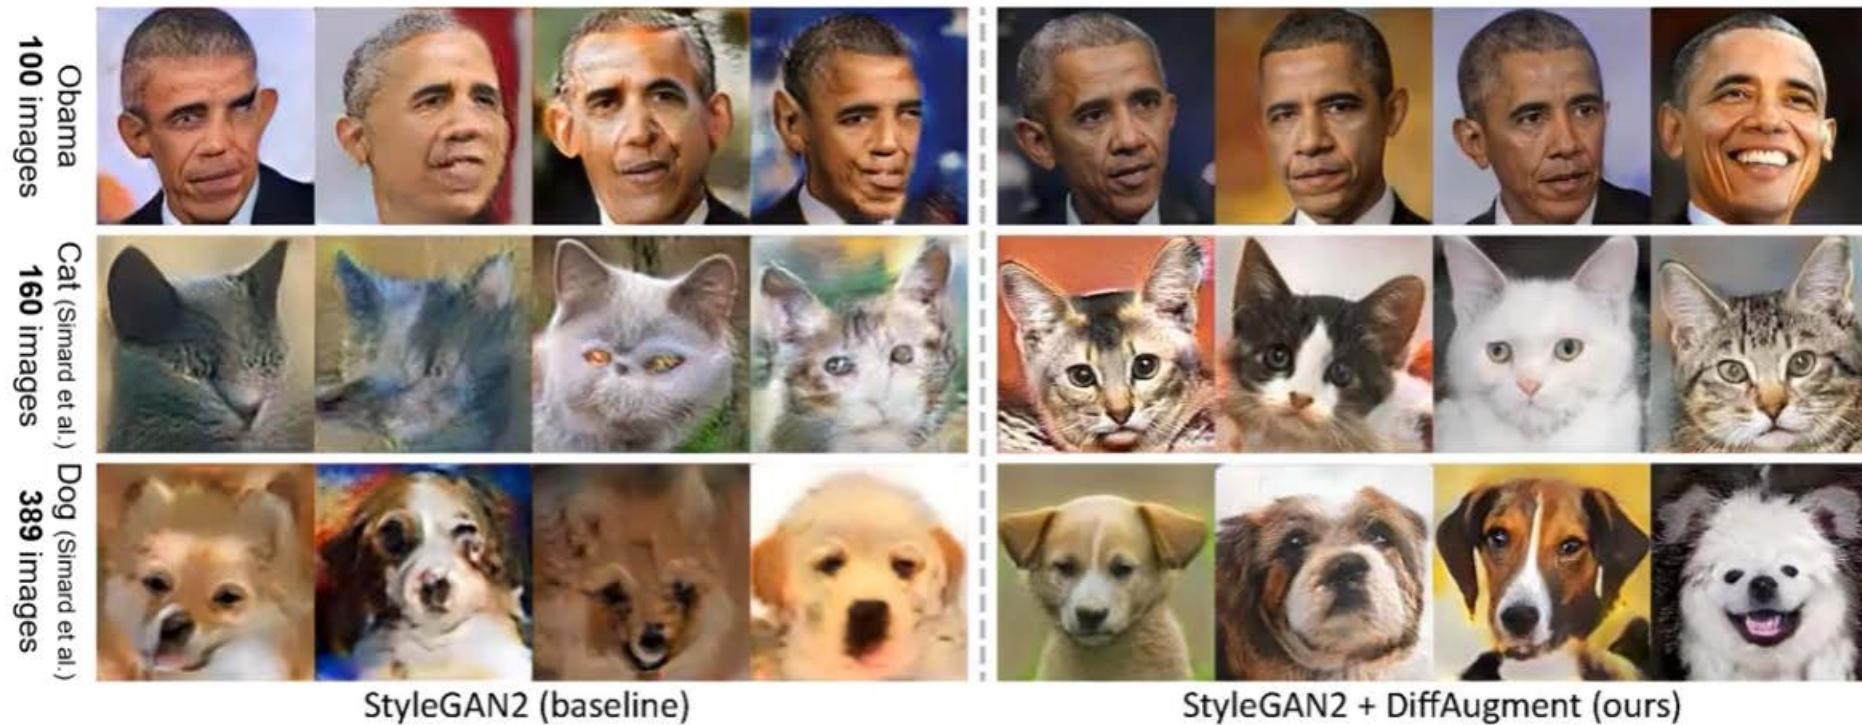 Obama
100 images
Cat (Simard et al.)
160 images
Dog (Simard et al.)
389 images
StyleGAN2 (baseline)
StyleGAN2 + DiffAugment (ours)